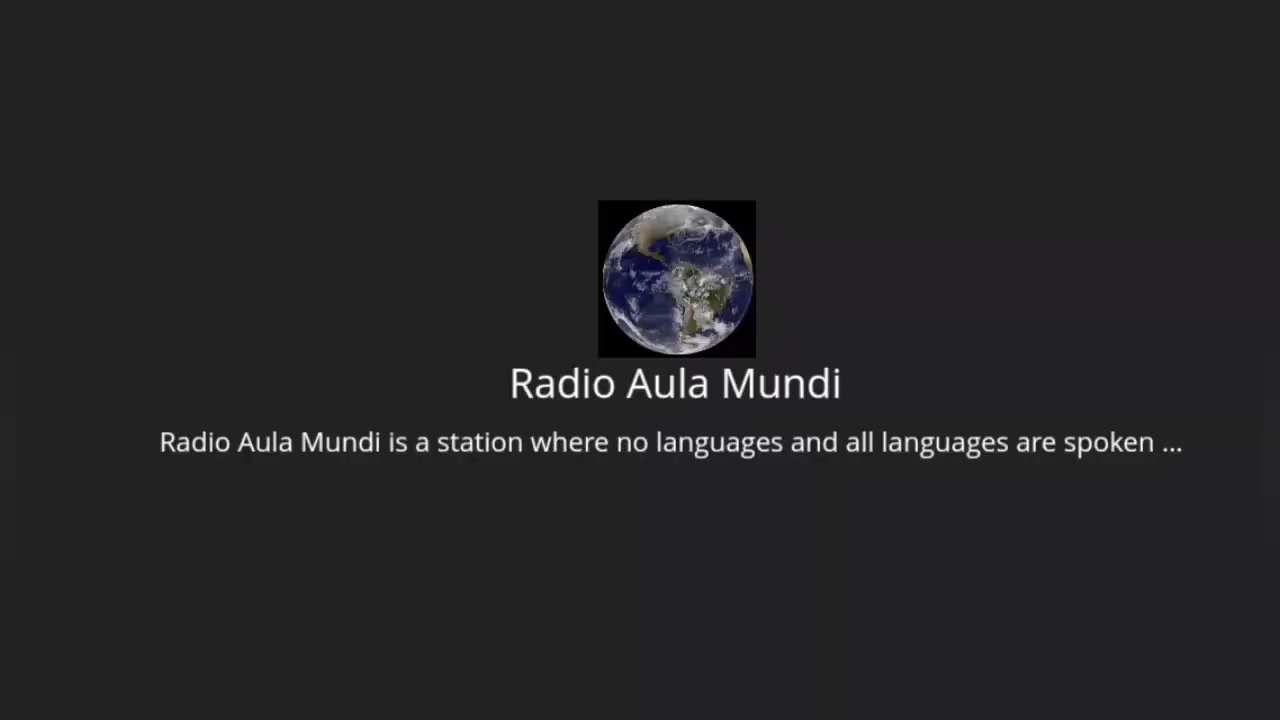 Radio Aula Mundi
Radio Aula Mundi is a station where no languages and all languages are spoken ...